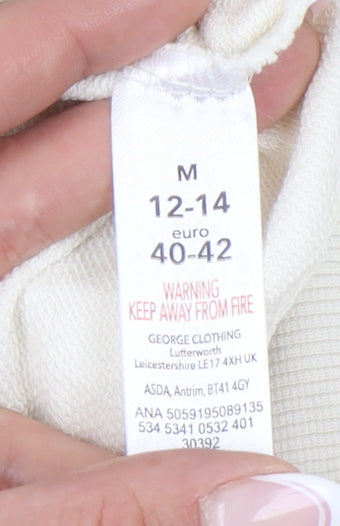 M
12-14
euro
40-42
WARNING
KEEP AWAY FROM FIRE
GEORGE CLOTHING
Lutterworth
Leicestershire LE17 4XH UK
ASDA, Antrim, BT41 4GY
ANA 5059195089135
534 5341 0532 401
30392